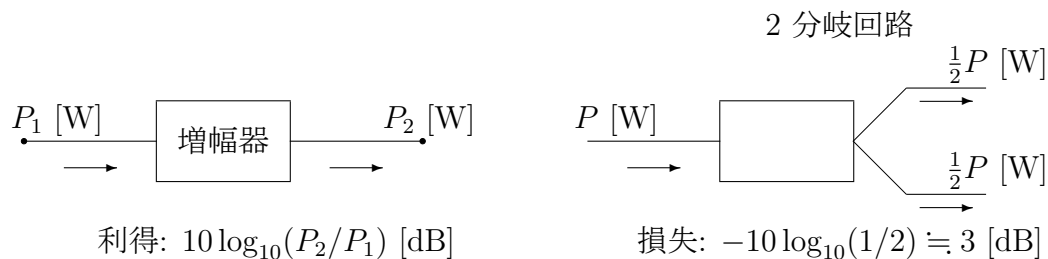 P₁ [W]
増幅器
P₂ [W]
利得: 10 log₁₀(P₂/P₁) [dB]
2 分岐回路
P [W]
½P [W]
½P [W]
損失: −10 log₁₀(1/2) ≒ 3 [dB]